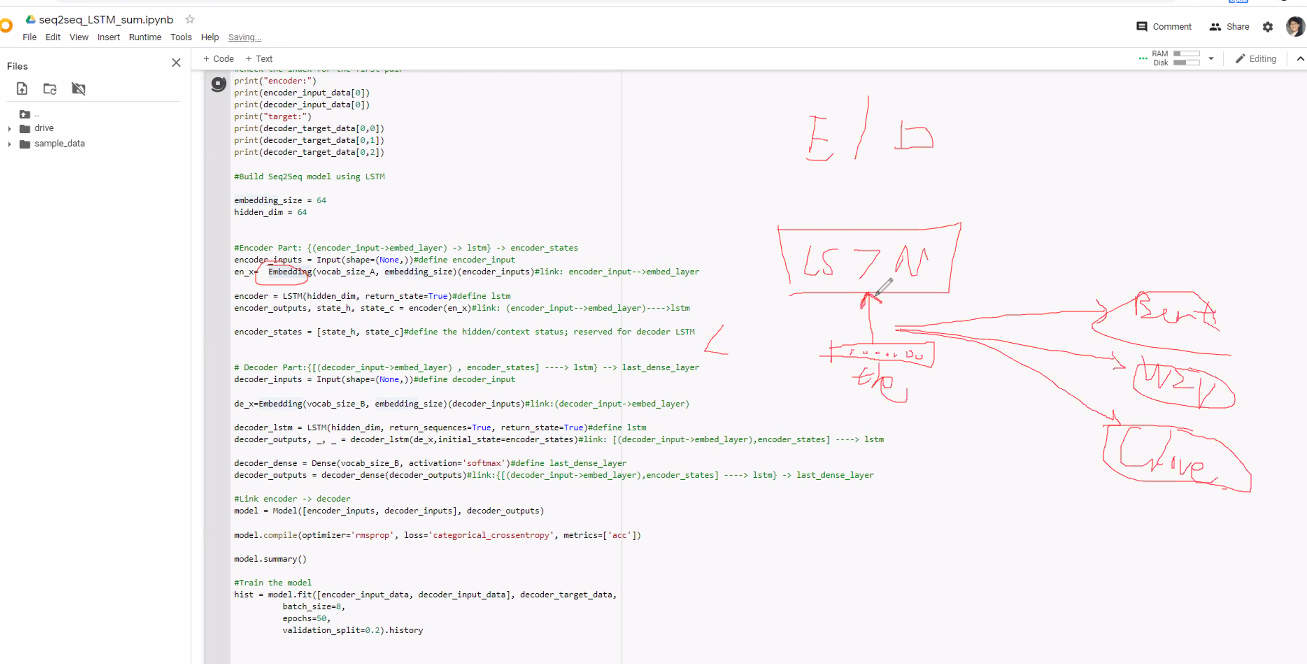 seq2seq_LSTM_sum.ipynb
File Edit View Insert Runtime Tools Help Saving...
Comment Share
Files
+ Code + Text
RAM
Disk
Editing
..
drive
sample_data
#check the index for the first pair
print("encoder:")
print(encoder_input_data[0])
print(decoder_input_data[0])
print("target:")
print(decoder_target_data[0,0])
print(decoder_target_data[0,1])
print(decoder_target_data[0,2])
#Build Seq2Seq model using LSTM
embedding_size = 64
hidden_dim = 64
#Encoder Part: {(encoder_input->embed_layer) -> lstm} -> encoder_states
encoder_inputs = Input(shape=(None,))#define encoder_input
en_x= Embedding(vocab_size_A, embedding_size)(encoder_inputs)#link: encoder_input-->embed_layer
encoder = LSTM(hidden_dim, return_state=True)#define lstm
encoder_outputs, state_h, state_c = encoder(en_x)#link: (encoder_input-->embed_layer)---->lstm
encoder_states = [state_h, state_c]#define the hidden/context status; reserved for decoder LSTM
# Decoder Part:{[(decoder_input->embed_layer) , encoder_states] ----> lstm} --> last_dense_layer
decoder_inputs = Input(shape=(None,))#define decoder_input
de_x=Embedding(vocab_size_B, embedding_size)(decoder_inputs)#link:(decoder_input->embed_layer)
decoder_lstm = LSTM(hidden_dim, return_sequences=True, return_state=True)#define lstm
decoder_outputs, _, _ = decoder_lstm(de_x,initial_state=encoder_states)#link: [(decoder_input->embed_layer),encoder_states] ----> lstm
decoder_dense = Dense(vocab_size_B, activation='softmax')#define last_dense_layer
decoder_outputs = decoder_dense(decoder_outputs)#link:{[(decoder_input->embed_layer),encoder_states] ----> lstm} -> last_dense_layer
#Link encoder -> decoder
model = Model([encoder_inputs, decoder_inputs], decoder_outputs)
model.compile(optimizer='rmsprop', loss='categorical_crossentropy', metrics=['acc'])
model.summary()
#Train the model
hist = model.fit([encoder_input_data, decoder_input_data], decoder_target_data,
batch_size=8,
epochs=50,
validation_split=0.2).history
E / D
LSTM
W2V